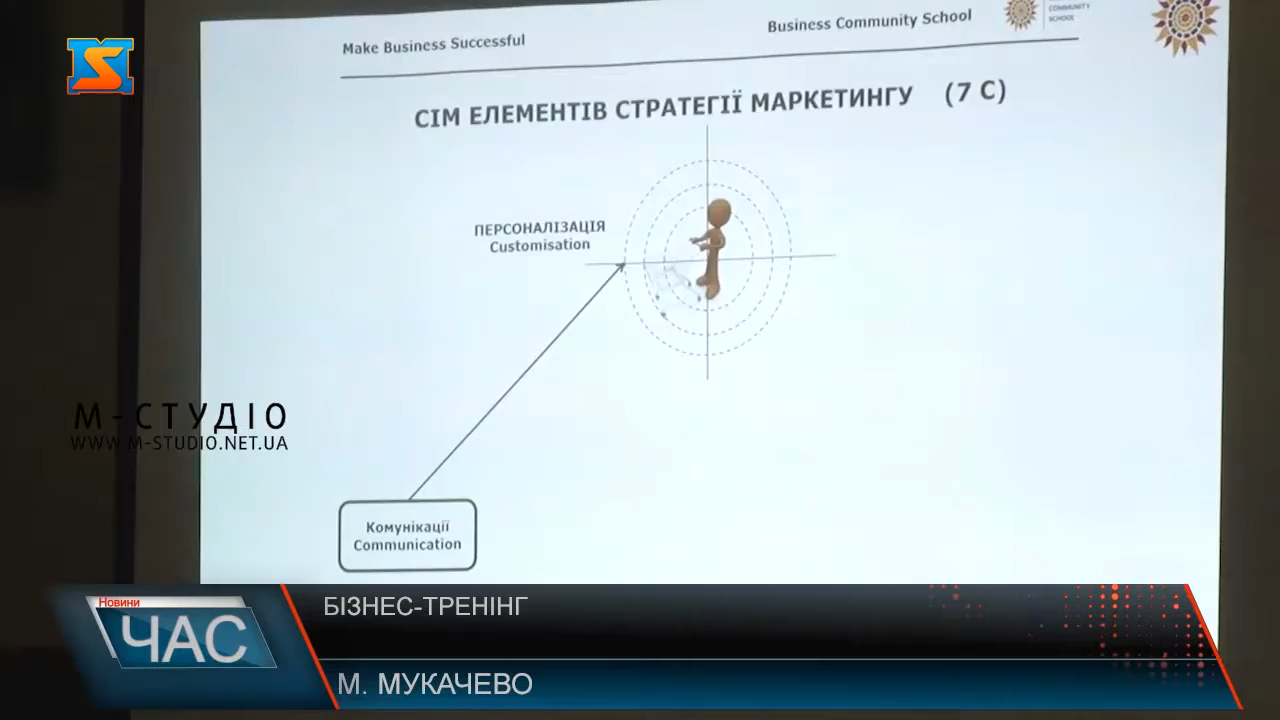 Make Business Successful
Business Community School
COMMUNITY
SCHOOL
СІМ ЕЛЕМЕНТІВ СТРАТЕГІЇ МАРКЕТИНГУ (7 С)
ПЕРСОНАЛІЗАЦІЯ
Customisation
М-СТУДІО
WWW.M-STUDIO.NET.UA
Комунікації
Communication
Новини
ЧАС
БІЗНЕС-ТРЕНІНГ
М. МУКАЧЕВО